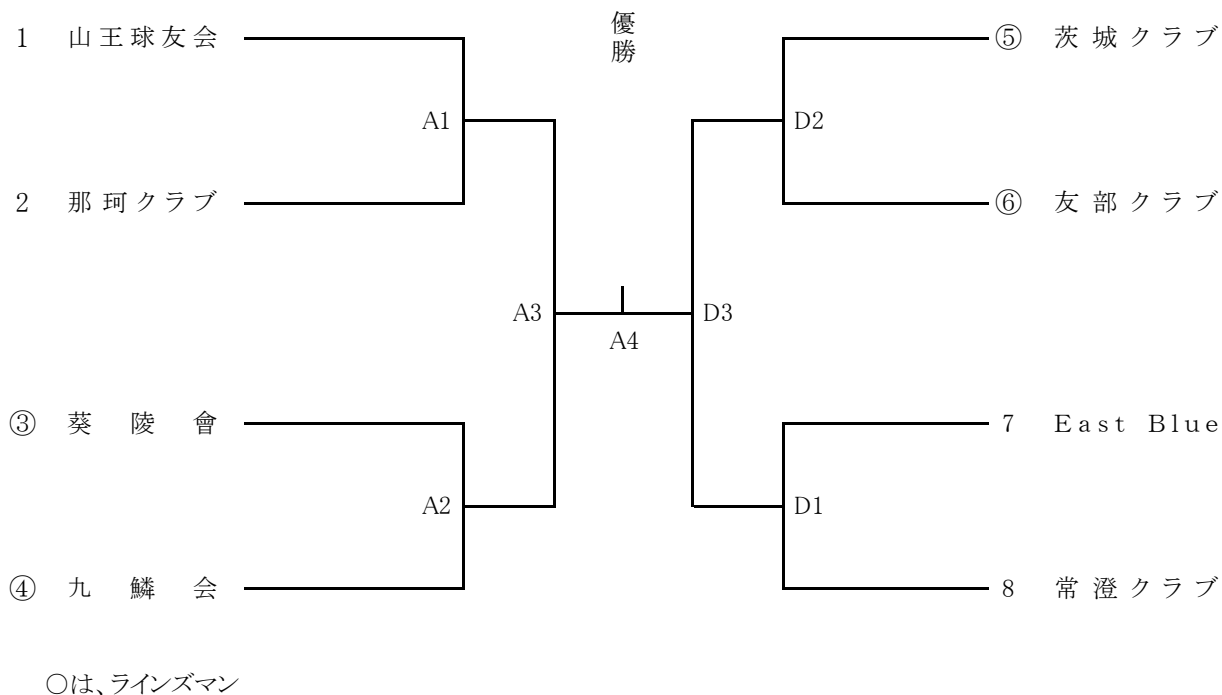 優勝
1 山王球友会
⑤ 茨城クラブ
A1
D2
2 那珂クラブ
⑥ 友部クラブ
A3
D3
A4
③ 葵陵會
7 East Blue
A2
D1
④ 九鱗会
8 常澄クラブ
○は、ラインズマン